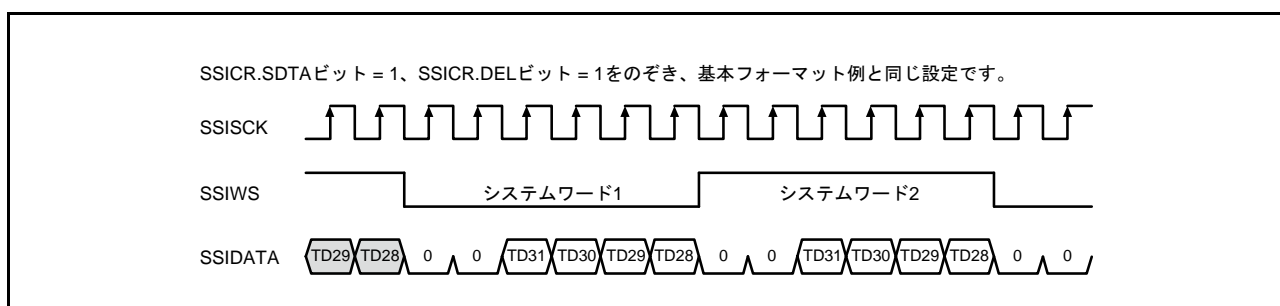 SSICR.SDTAビット = 1、SSICR.DELビット = 1をのぞき、基本フォーマット例と同じ設定です。
SSISCK
SSIWS システムワード1 システムワード2
SSIDATA TD29 TD28 0 0 TD31 TD30 TD29 TD28 0 0 TD31 TD30 TD29 TD28 0 0